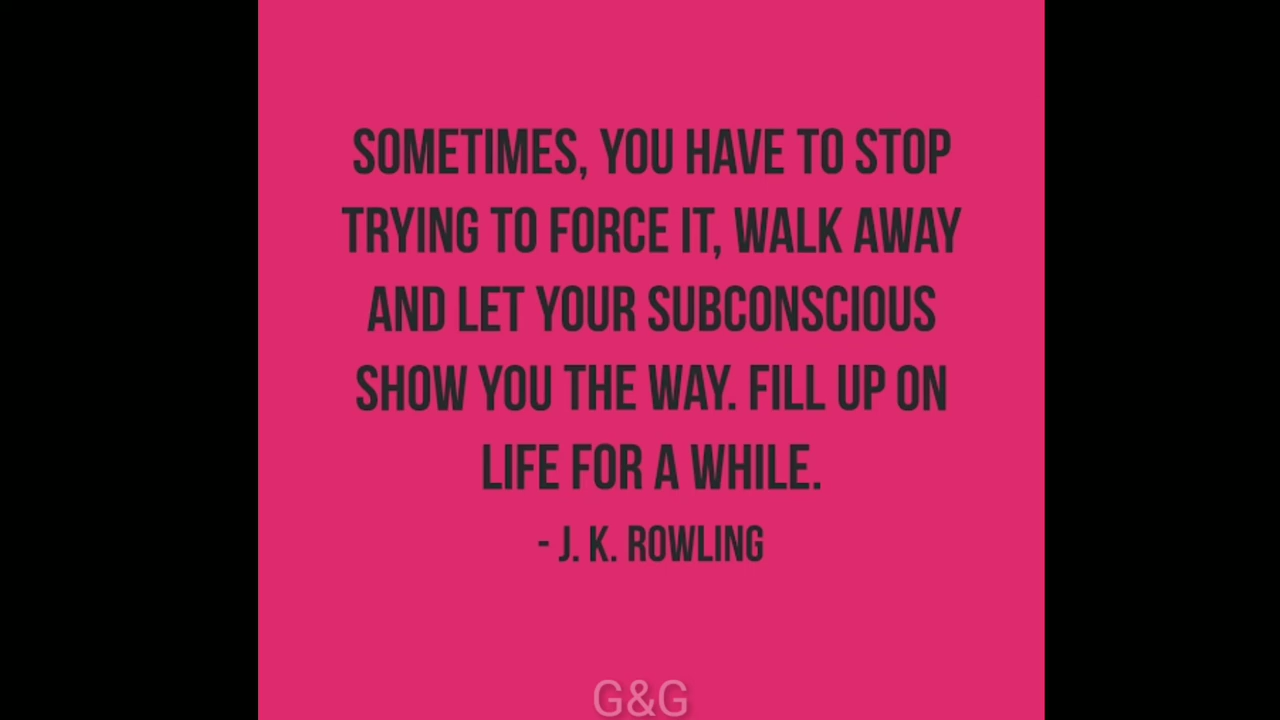 SOMETIMES, YOU HAVE TO STOP
TRYING TO FORCE IT, WALK AWAY
AND LET YOUR SUBCONSCIOUS
SHOW YOU THE WAY. FILL UP ON
LIFE FOR A WHILE.
- J. K. ROWLING
G&G